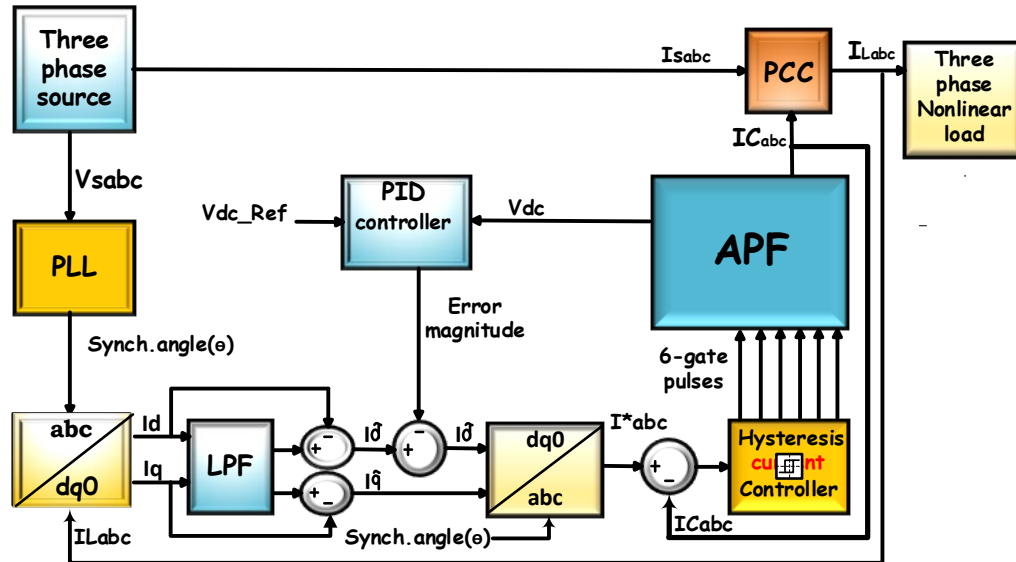 Three
phase
source
Isabc
PCC
ILabc
Three
phase
Nonlinear
load
ICabc
Vsabc
PID
controller
Vdc_Ref
Vdc
APF
PLL
Error
magnitude
Synch.angle(ө)
6-gate
pulses
abc
dq0
Id
Iq
LPF
Id̃
Id̃
Iq̃
dq0
abc
I*abc
Hysteresis
Controller
ILabc
Synch.angle(ө)
ICabc